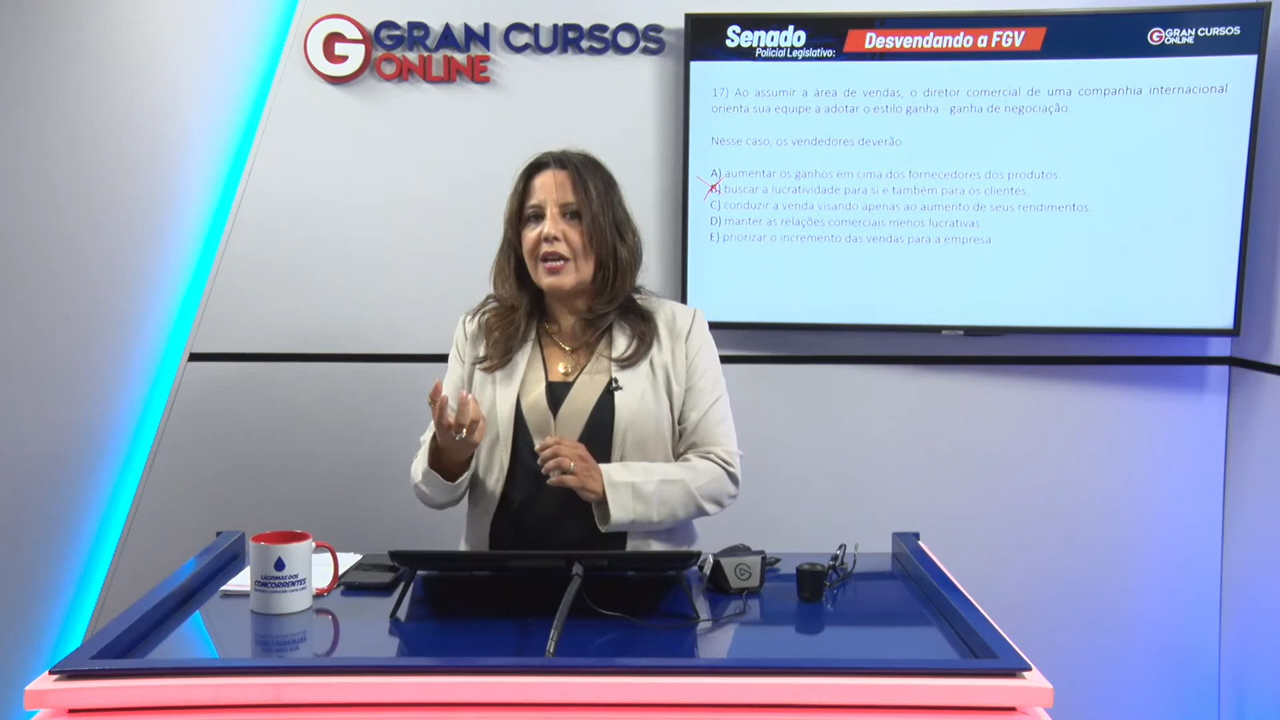 GRAN CURSOS
ONLINE
Senado
Policial Legislativo:
Desvendando a FGV
GRAN CURSOS
ONLINE
17) Ao assumir a área de vendas, o diretor comercial de uma companhia internacional
orienta sua equipe a adotar o estilo ganha - ganha de negociação.
Nesse caso, os vendedores deverão
A) aumentar os ganhos em cima dos fornecedores dos produtos.
B) buscar a lucratividade para si e também para os clientes.
C) conduzir a venda visando apenas ao aumento de seus rendimentos.
D) manter as relações comerciais menos lucrativas
E) priorizar o incremento das vendas para a empresa
LÁGRIMAS DOS
CONCORRENTES